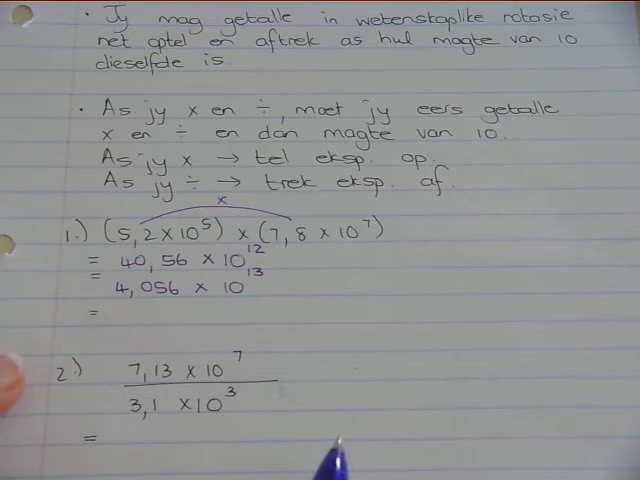 · Jy mag getalle in wetenskaplike notasie
net optel en aftrek as hul magte van 10
dieselfde is.
· As jy x en ÷, moet jy eers getalle
x en ÷ en dan magte van 10.
As jy x → tel eksp. op.
As jy ÷ → trek eksp. af.
x
1.) (5,2 × 10⁵) × (7,8 × 10⁷)
= 40,56 × 10¹²
= 4,056 × 10¹³
=
2.) 7,13 × 10⁷
3,1 × 10³
=